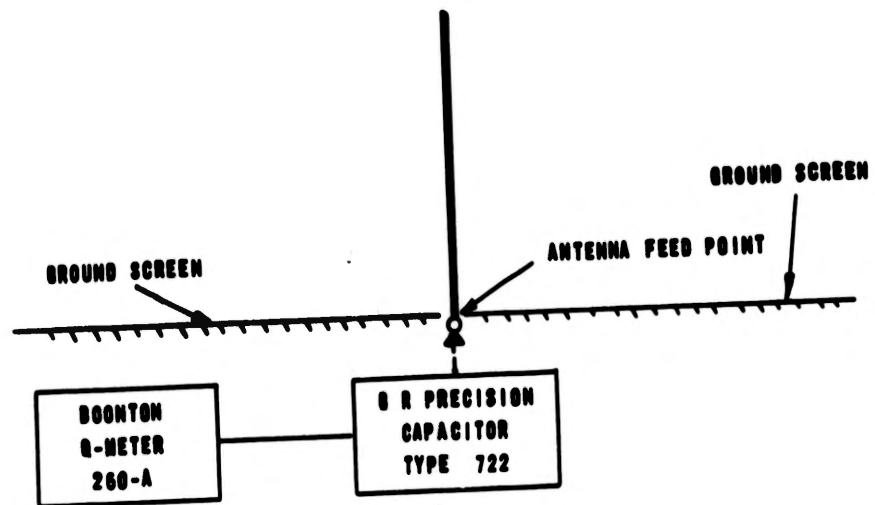 GROUND SCREEN
ANTENNA FEED POINT
GROUND SCREEN
BOONTON
Q-METER
260-A
G R PRECISION
CAPACITOR
TYPE 722